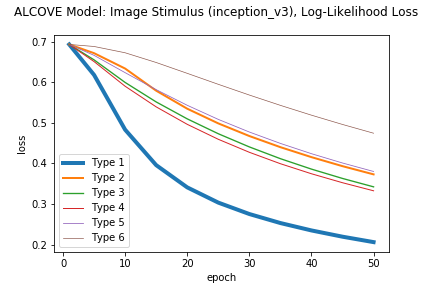 ALCOVE Model: Image Stimulus (inception_v3), Log-Likelihood Loss
0.7
0.6
0.5
0.4
0.3
0.2
loss
Type 1
Type 2
Type 3
Type 4
Type 5
Type 6
0 10 20 30 40 50
epoch